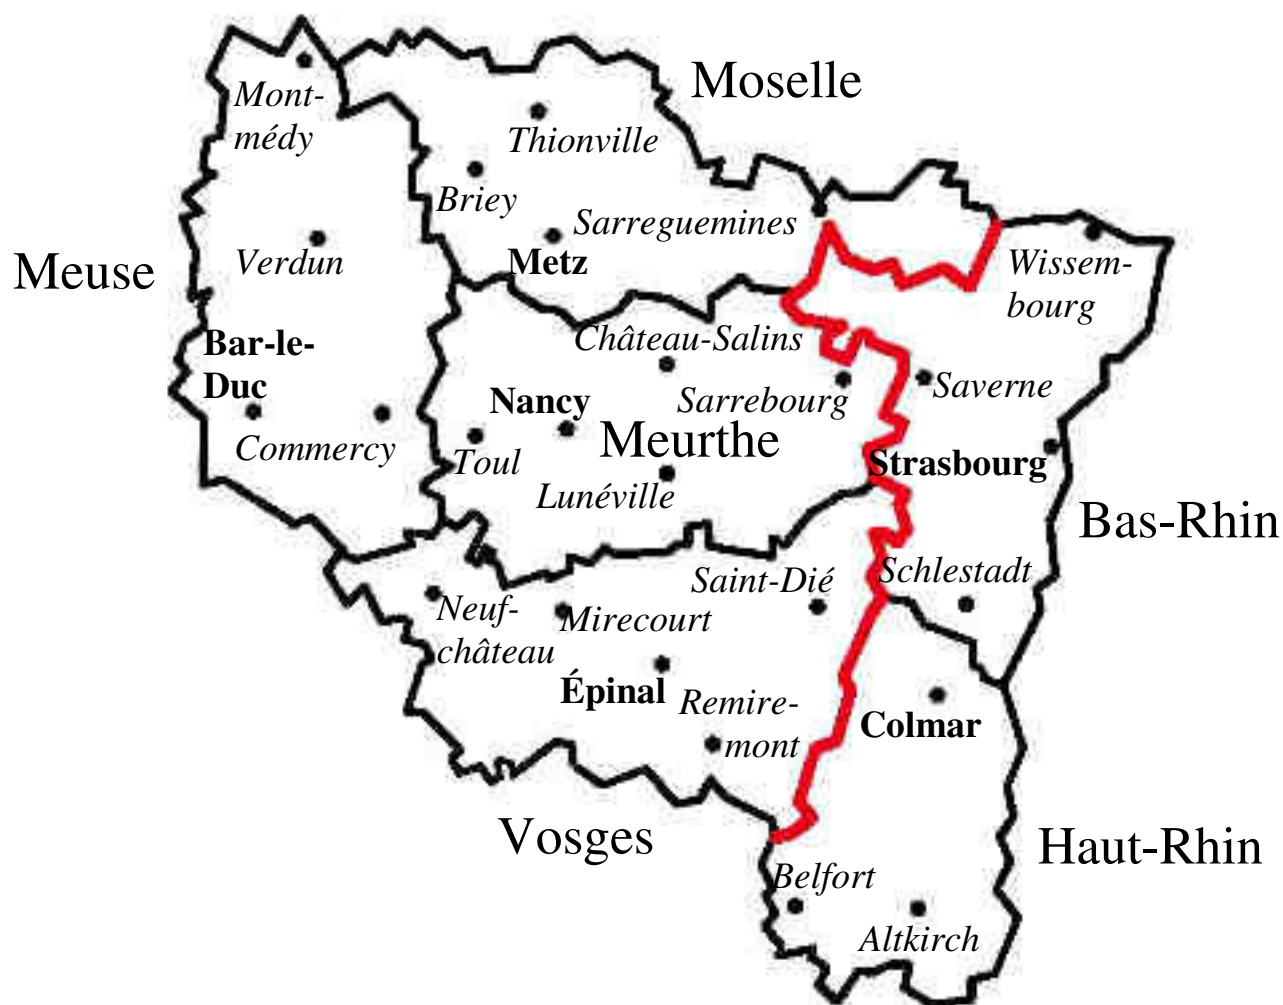 Moselle
Mont-
médy
Thionville
Briey
Sarreguemines
Verdun
Metz
Meuse
Wissem-
bourg
Bar-le-
Duc
Château-Salins
Saverne
Nancy
Sarrebourg
Commercy
Toul
Meurthe
Strasbourg
Lunéville
Bas-Rhin
Saint-Dié
Schlestadt
Neuf-
château
Mirecourt
Épinal
Remire-
mont
Colmar
Vosges
Haut-Rhin
Belfort
Altkirch